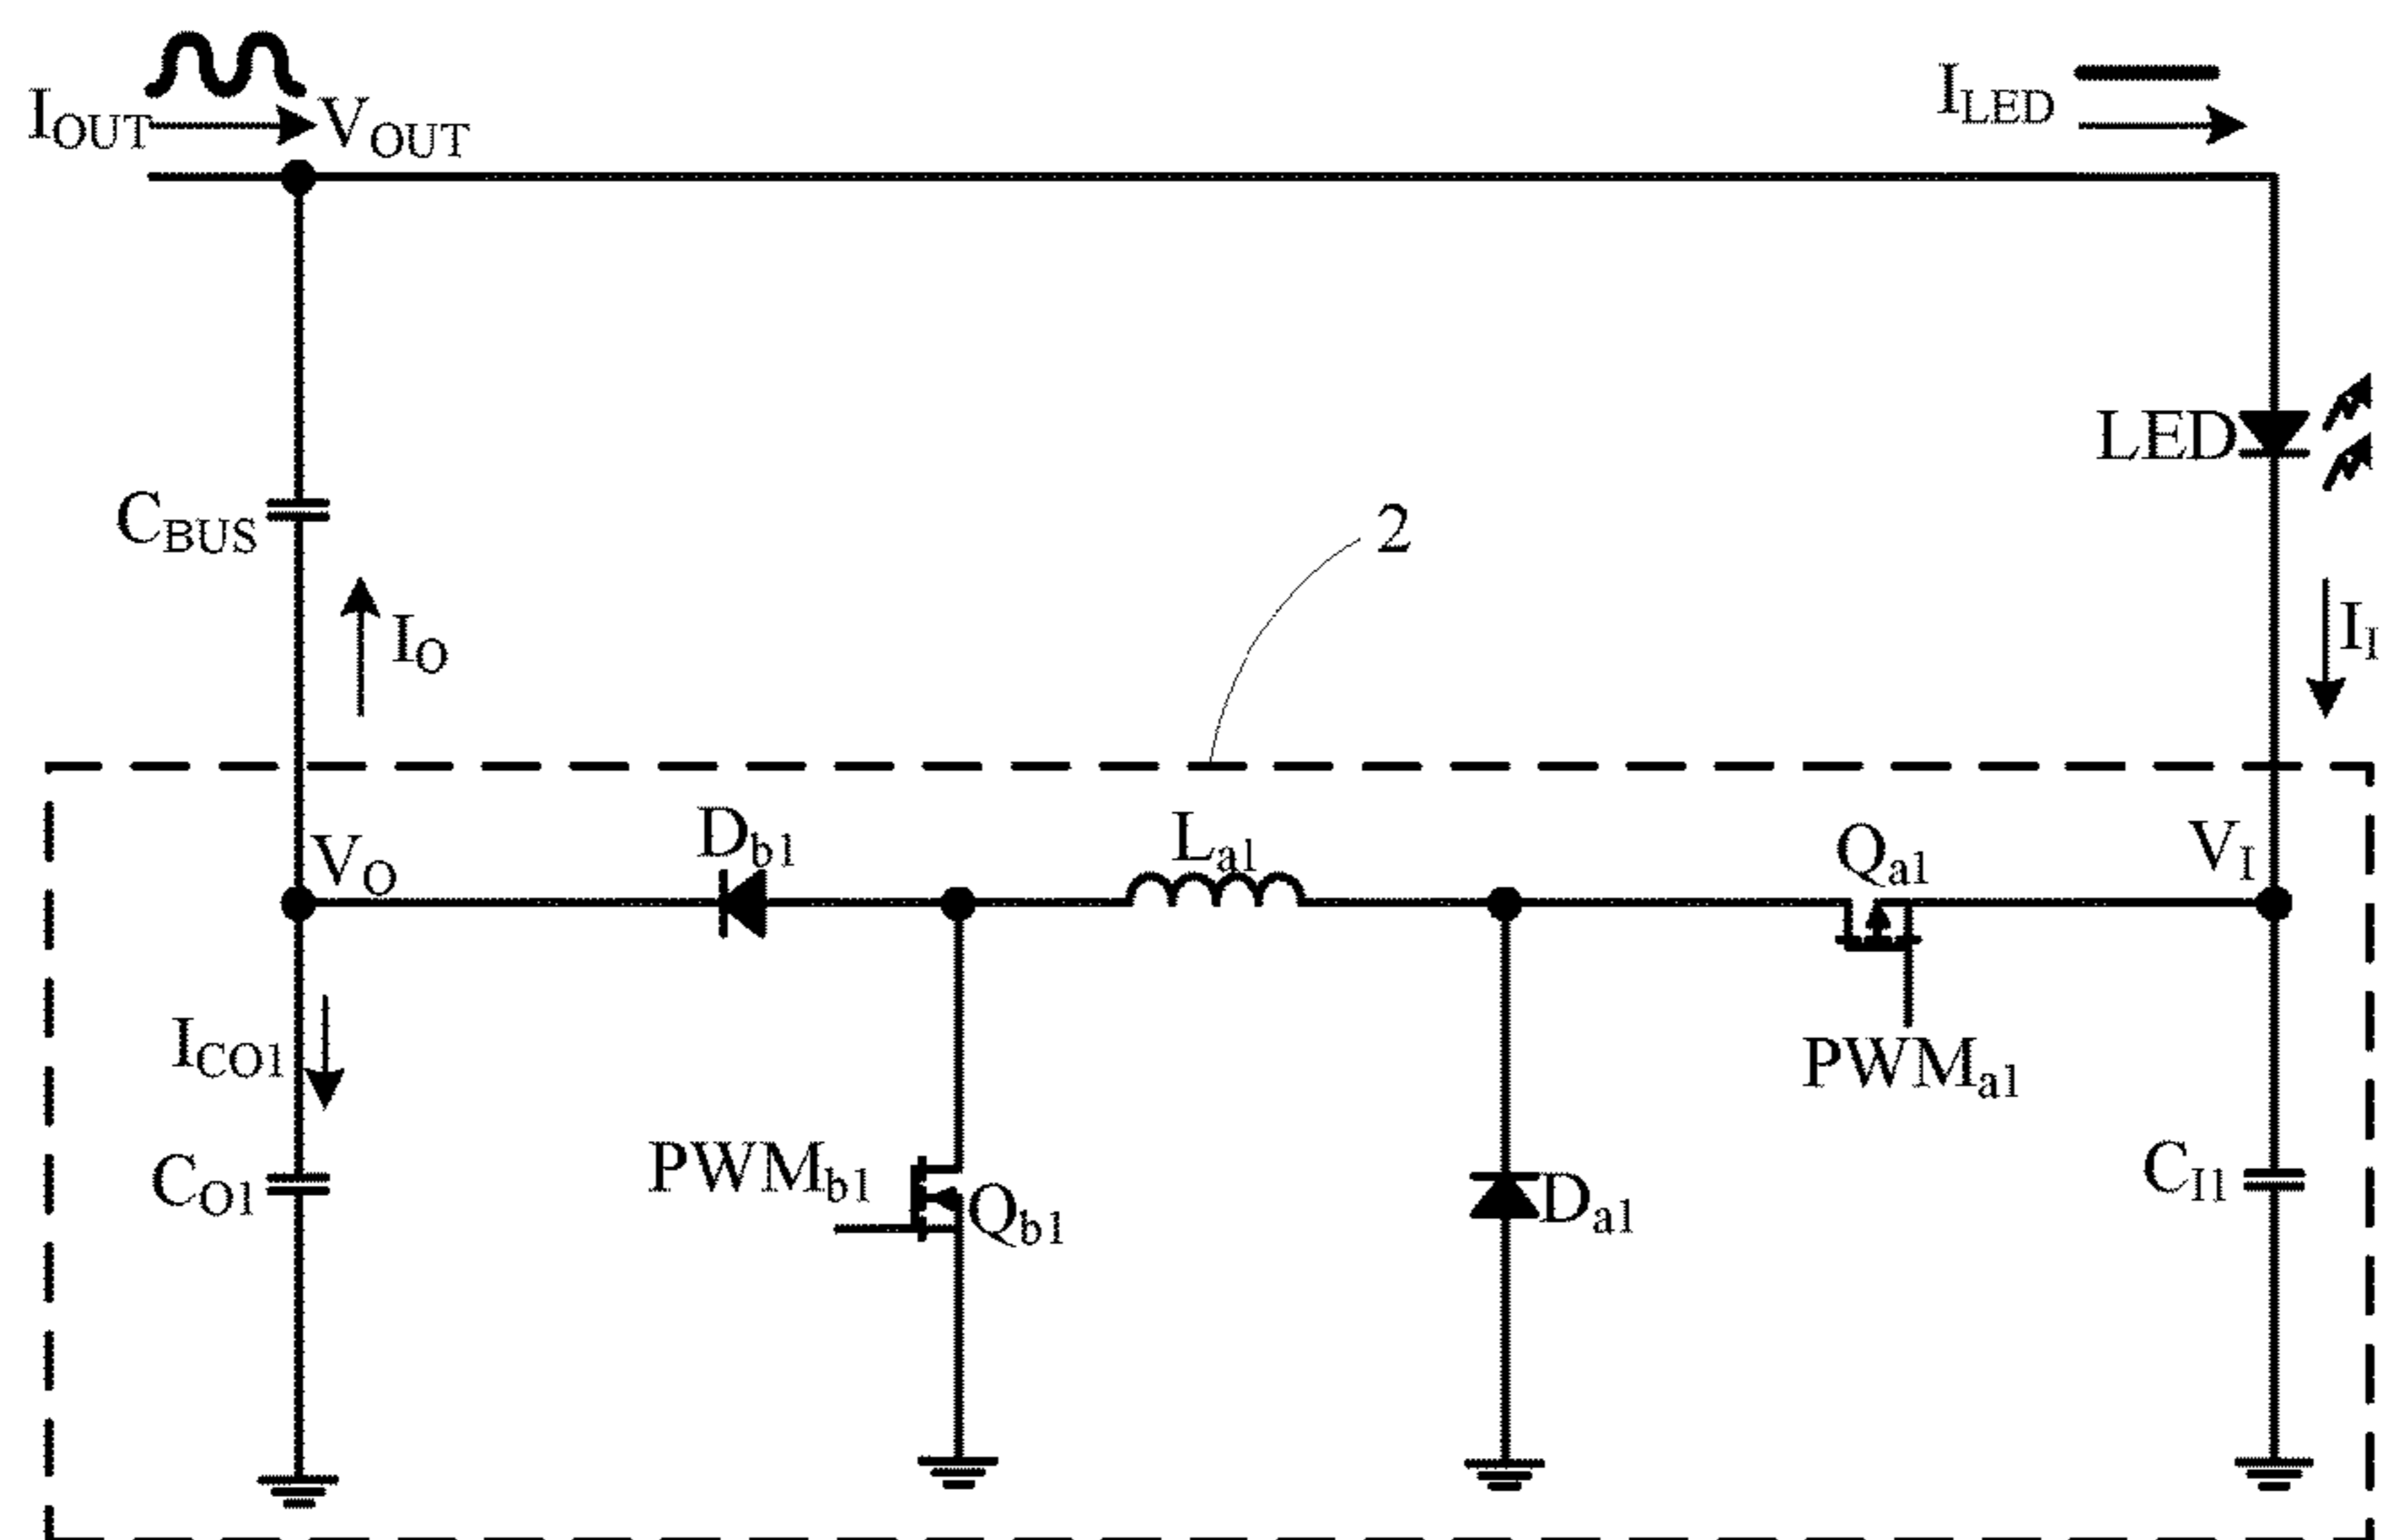 I_OUT
V_OUT
I_LED
LED
C_BUS
2
I_O
I_I
V_O
D_b1
L_a1
Q_a1
V_I
I_CO1
PWM_a1
C_O1
PWM_b1
Q_b1
D_a1
C_I1